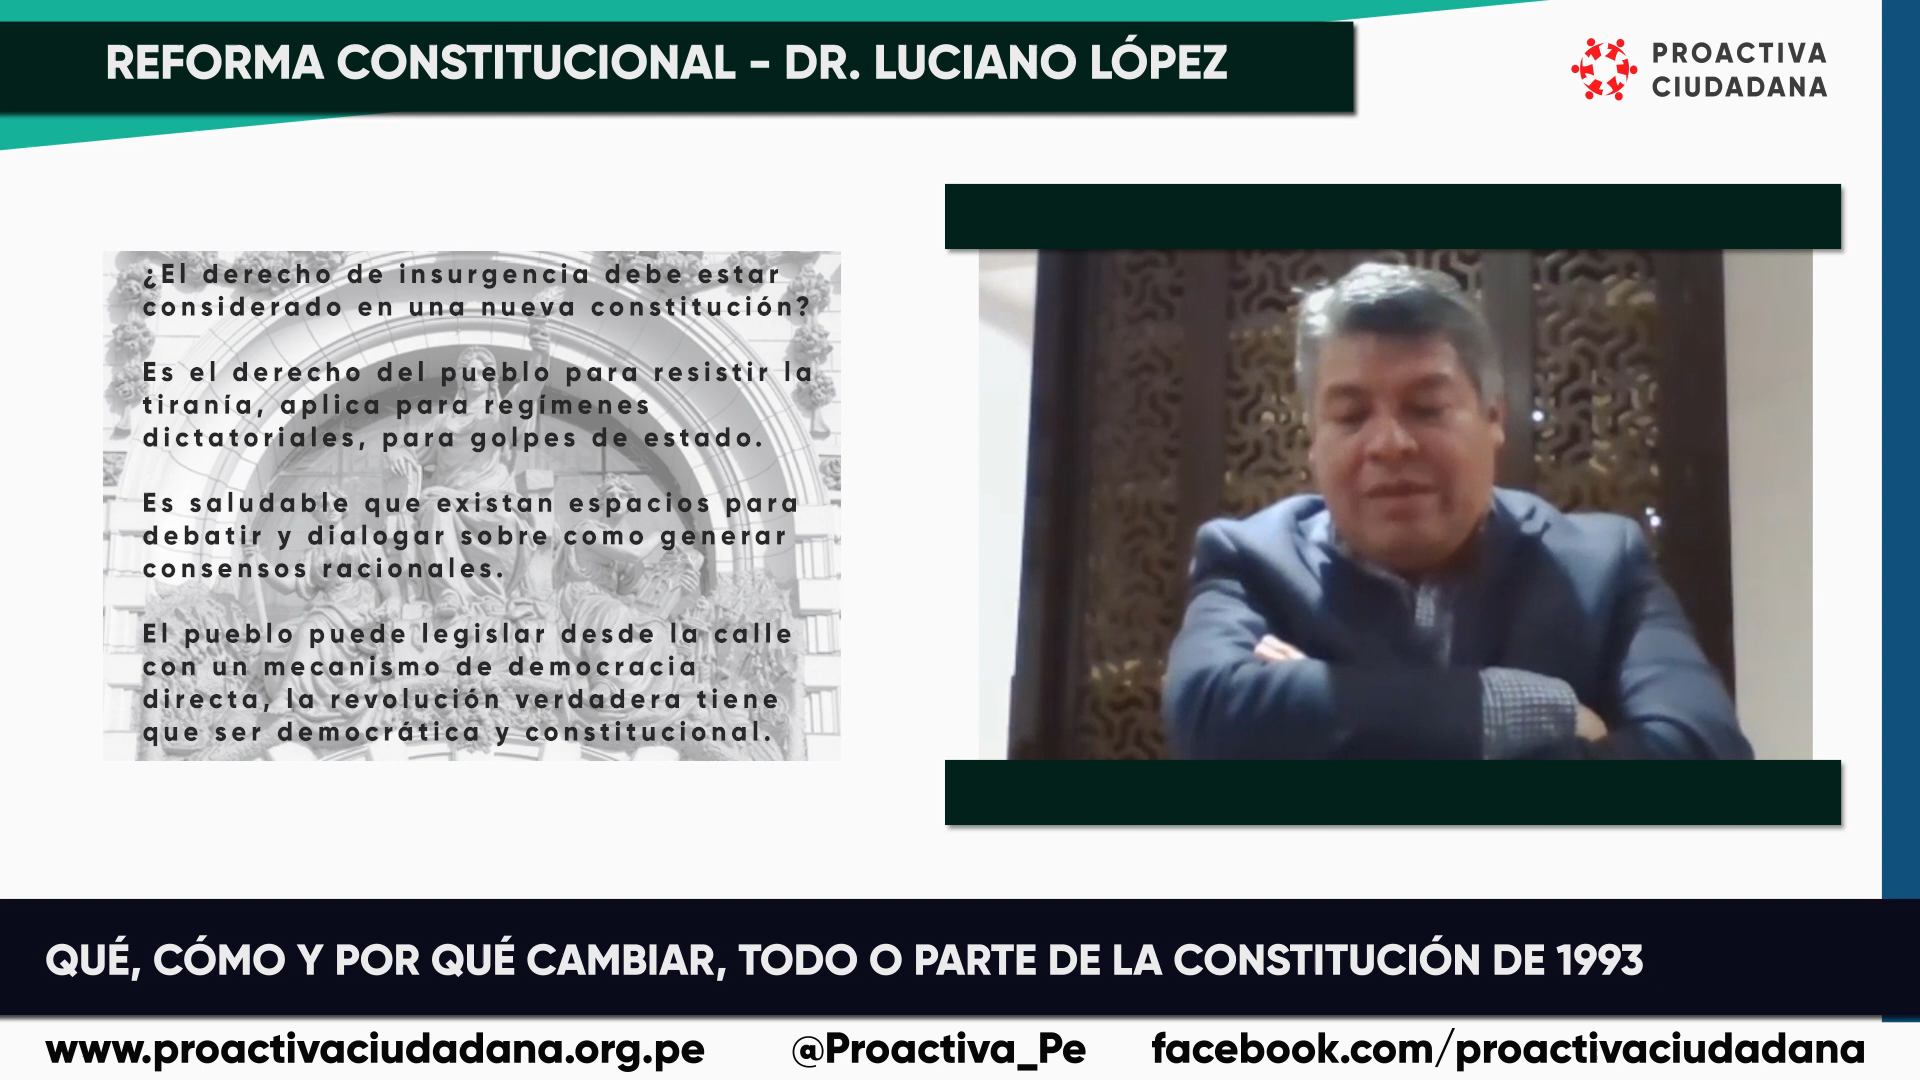 REFORMA CONSTITUCIONAL - DR. LUCIANO LÓPEZ
PROACTIVA
CIUDADANA
¿El derecho de insurgencia debe estar
considerado en una nueva constitución?
Es el derecho del pueblo para resistir la
tiranía, aplica para regímenes
dictatoriales, para golpes de estado.
Es saludable que existan espacios para
debatir y dialogar sobre como generar
consensos racionales.
El pueblo puede legislar desde la calle
con un mecanismo de democracia
directa, la revolución verdadera tiene
que ser democrática y constitucional.
QUÉ, CÓMO Y POR QUÉ CAMBIAR, TODO O PARTE DE LA CONSTITUCIÓN DE 1993
www.proactivaciudadana.org.pe @Proactiva_Pe facebook.com/proactivaciudadana